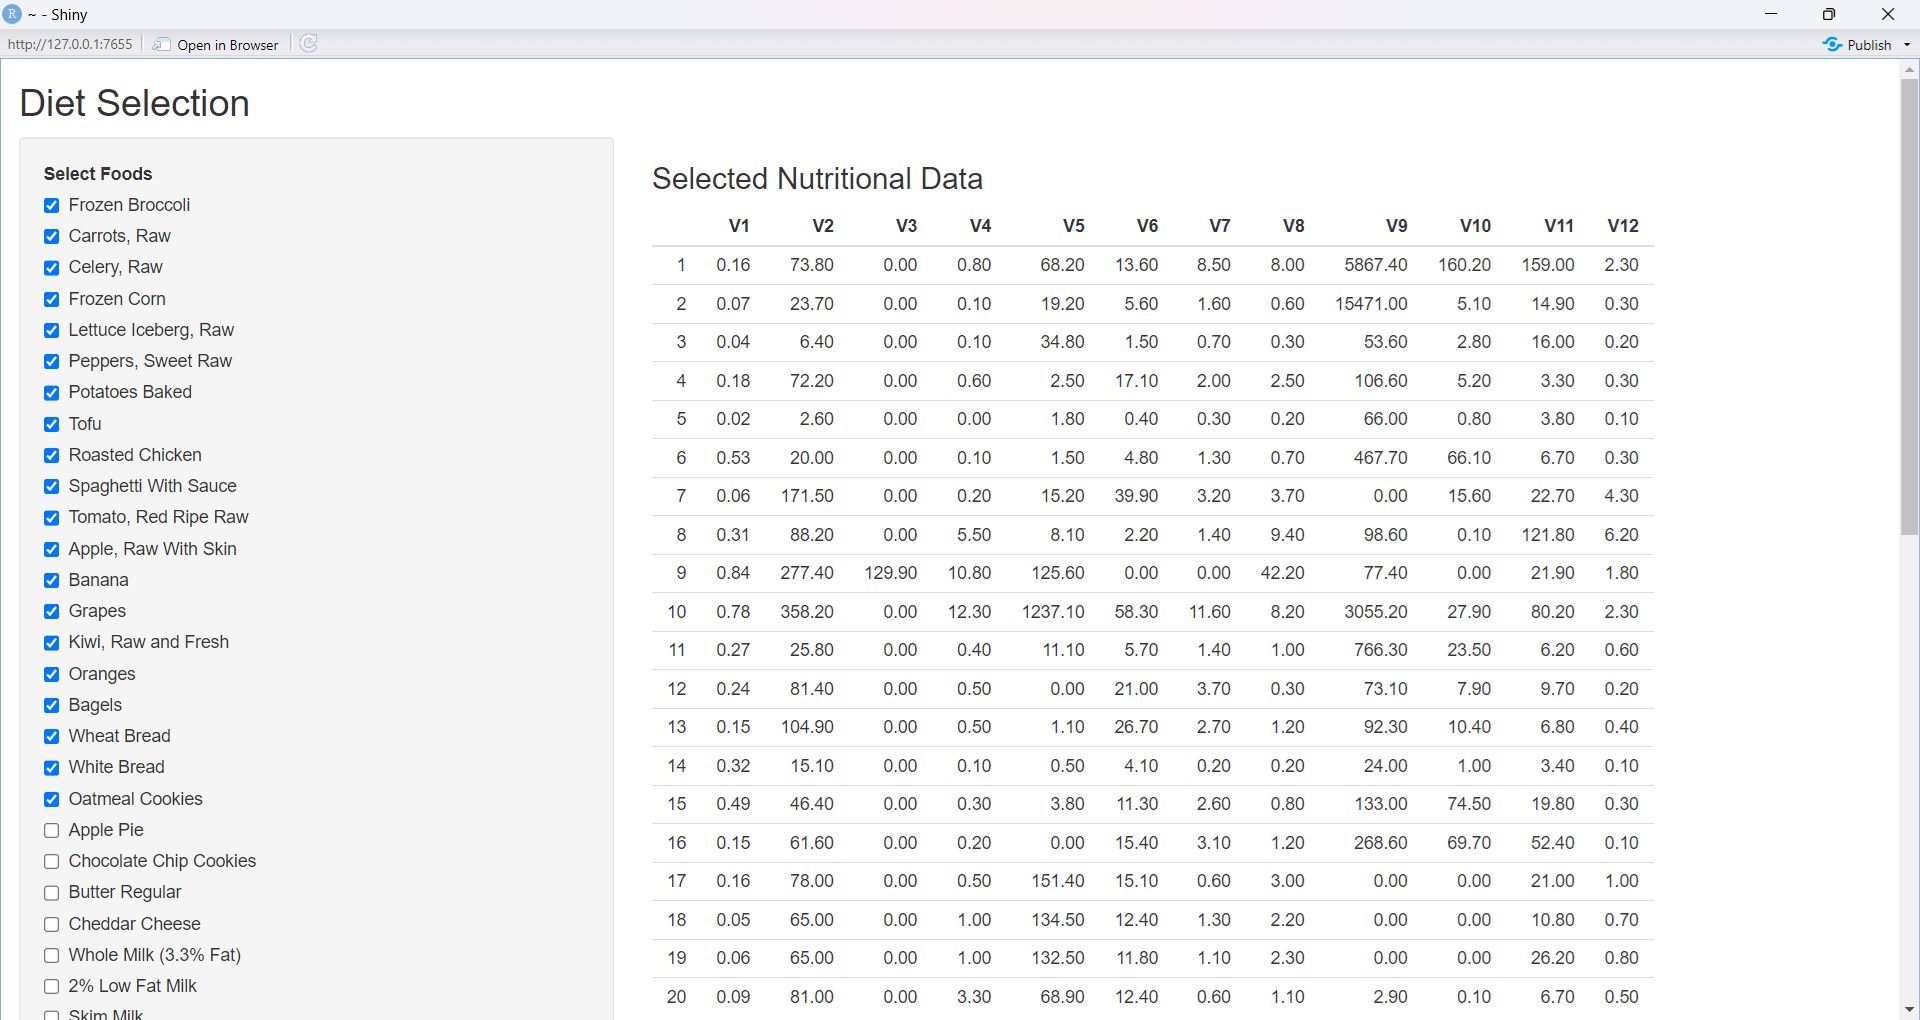 R ~ - Shiny
http://127.0.0.1:7655 Open in Browser Publish
Diet Selection
Select Foods
Frozen Broccoli
Carrots, Raw
Celery, Raw
Frozen Corn
Lettuce Iceberg, Raw
Peppers, Sweet Raw
Potatoes Baked
Tofu
Roasted Chicken
Spaghetti With Sauce
Tomato, Red Ripe Raw
Apple, Raw With Skin
Banana
Grapes
Kiwi, Raw and Fresh
Oranges
Bagels
Wheat Bread
White Bread
Oatmeal Cookies
Apple Pie
Chocolate Chip Cookies
Butter Regular
Cheddar Cheese
Whole Milk (3.3% Fat)
2% Low Fat Milk
Skim Milk
Selected Nutritional Data
V1 V2 V3 V4 V5 V6 V7 V8 V9 V10 V11 V12
1 0.16 73.80 0.00 0.80 68.20 13.60 8.50 8.00 5867.40 160.20 159.00 2.30
2 0.07 23.70 0.00 0.10 19.20 5.60 1.60 0.60 15471.00 5.10 14.90 0.30
3 0.04 6.40 0.00 0.10 34.80 1.50 0.70 0.30 53.60 2.80 16.00 0.20
4 0.18 72.20 0.00 0.60 2.50 17.10 2.00 2.50 106.60 5.20 3.30 0.30
5 0.02 2.60 0.00 0.00 1.80 0.40 0.30 0.20 66.00 0.80 3.80 0.10
6 0.53 20.00 0.00 0.10 1.50 4.80 1.30 0.70 467.70 66.10 6.70 0.30
7 0.06 171.50 0.00 0.20 15.20 39.90 3.20 3.70 0.00 15.60 22.70 4.30
8 0.31 88.20 0.00 5.50 8.10 2.20 1.40 9.40 98.60 0.10 121.80 6.20
9 0.84 277.40 129.90 10.80 125.60 0.00 0.00 42.20 77.40 0.00 21.90 1.80
10 0.78 358.20 0.00 12.30 1237.10 58.30 11.60 8.20 3055.20 27.90 80.20 2.30
11 0.27 25.80 0.00 0.40 11.10 5.70 1.40 1.00 766.30 23.50 6.20 0.60
12 0.24 81.40 0.00 0.50 0.00 21.00 3.70 0.30 73.10 7.90 9.70 0.20
13 0.15 104.90 0.00 0.50 1.10 26.70 2.70 1.20 92.30 10.40 6.80 0.40
14 0.32 15.10 0.00 0.10 0.50 4.10 0.20 0.20 24.00 1.00 3.40 0.10
15 0.49 46.40 0.00 0.30 3.80 11.30 2.60 0.80 133.00 74.50 19.80 0.30
16 0.15 61.60 0.00 0.20 0.00 15.40 3.10 1.20 268.60 69.70 52.40 0.10
17 0.16 78.00 0.00 0.50 151.40 15.10 0.60 3.00 0.00 0.00 21.00 1.00
18 0.05 65.00 0.00 1.00 134.50 12.40 1.30 2.20 0.00 0.00 10.80 0.70
19 0.06 65.00 0.00 1.00 132.50 11.80 1.10 2.30 0.00 0.00 26.20 0.80
20 0.09 81.00 0.00 3.30 68.90 12.40 0.60 1.10 2.90 0.10 6.70 0.50